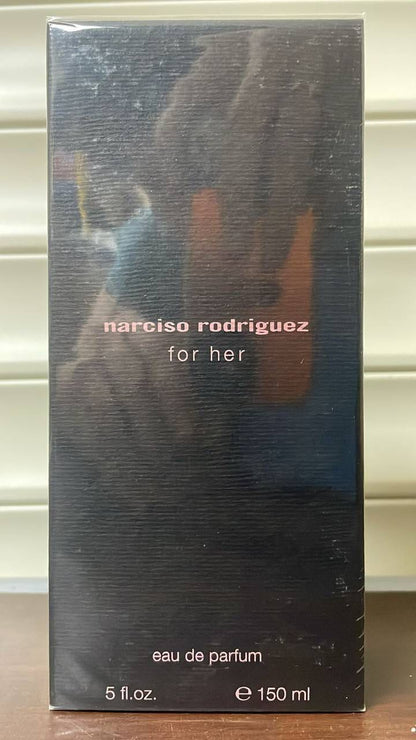 narciso rodriguez
for her
eau de parfum
5 fl.oz. ℮ 150 ml